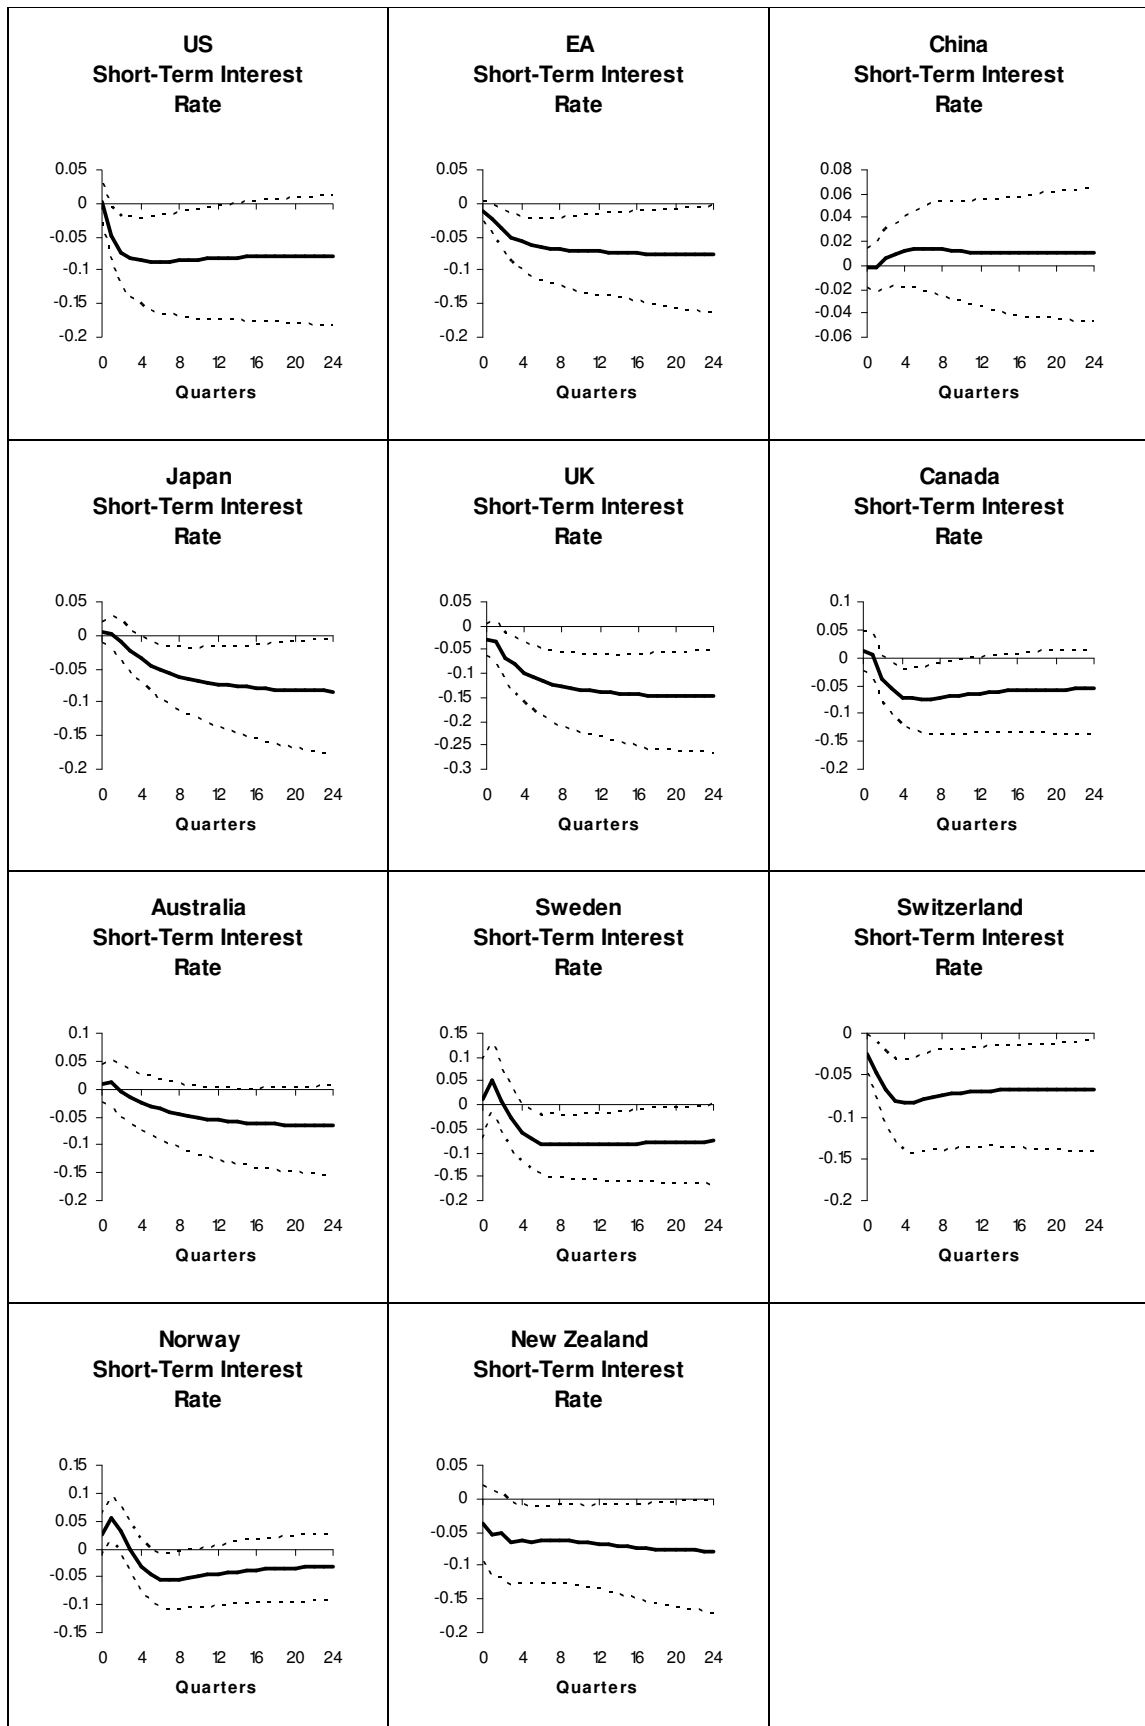 US
Short-Term Interest
Rate
0.05
0
-0.05
-0.1
-0.15
-0.2
0 4 8 12 16 20 24
Quarters
EA
Short-Term Interest
Rate
0.05
0
-0.05
-0.1
-0.15
-0.2
0 4 8 12 16 20 24
Quarters
China
Short-Term Interest
Rate
0.08
0.06
0.04
0.02
0
-0.02
-0.04
-0.06
0 4 8 12 16 20 24
Quarters
Japan
Short-Term Interest
Rate
0.05
0
-0.05
-0.1
-0.15
-0.2
0 4 8 12 16 20 24
Quarters
UK
Short-Term Interest
Rate
0.05
0
-0.05
-0.1
-0.15
-0.2
-0.25
-0.3
0 4 8 12 16 20 24
Quarters
Canada
Short-Term Interest
Rate
0.1
0.05
0
-0.05
-0.1
-0.15
-0.2
0 4 8 12 16 20 24
Quarters
Australia
Short-Term Interest
Rate
0.1
0.05
0
-0.05
-0.1
-0.15
-0.2
0 4 8 12 16 20 24
Quarters
Sweden
Short-Term Interest
Rate
0.15
0.1
0.05
0
-0.05
-0.1
-0.15
-0.2
0 4 8 12 16 20 24
Quarters
Switzerland
Short-Term Interest
Rate
0
-0.05
-0.1
-0.15
-0.2
0 4 8 12 16 20 24
Quarters
Norway
Short-Term Interest
Rate
0.15
0.1
0.05
0
-0.05
-0.1
-0.15
0 4 8 12 16 20 24
Quarters
New Zealand
Short-Term Interest
Rate
0.05
0
-0.05
-0.1
-0.15
-0.2
0 4 8 12 16 20 24
Quarters